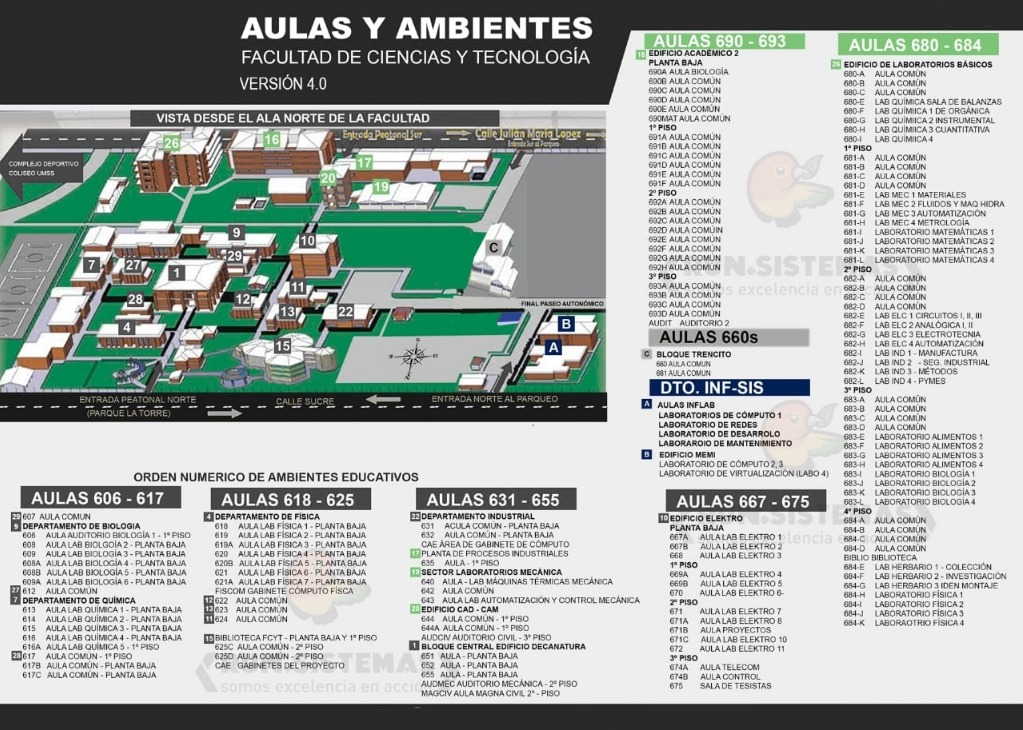 AULAS Y AMBIENTES
FACULTAD DE CIENCIAS Y TECNOLOGÍA
VERSIÓN 4.0
VISTA DESDE EL ALA NORTE DE LA FACULTAD
Entrada Peatonal Sur
Calle Julián María Lopez
Entrada Sur al Parqueo
COMPLEJO DEPORTIVO
COLISEO UMSS
26
16
17
20
19
9
10
C
7
27
29
1
28
12
11
13
22
4
15
FINAL PASEO AUTONÓMICO
B
A
ENTRADA PEATONAL NORTE
(PARQUE LA TORRE)
CALLE SUCRE
ENTRADA NORTE AL PARQUEO
ORDEN NUMERICO DE AMBIENTES EDUCATIVOS
AULAS 606 - 617
29 607 AULA COMUN
9 DEPARTAMENTO DE BIOLOGIA
606 AULA AUDITORIO BIOLOGÍA 1 - 1º PISO
608 AULA LAB BIOLGÍA 2 - PLANTA BAJA
609 AULA LAB BIOLOGÍA 3 - PLANTA BAJA
608A AULA LAB BIOLOGÍA 4 - PLANTA BAJA
608B AULA LAB BIOLOGÍA 5 - PLANTA BAJA
609A AULA LAB BIOLOGÍA 6 - PLANTA BAJA
27 612 AULA COMÚN
7 DEPARTAMENTO DE QUÍMICA
613 AULA LAB QUÍMICA 1 - PLANTA BAJA
614 AULA LAB QUÍMICA 2 - PLANTA BAJA
615 AULA LAB QUÍMICA 3 - PLANTA BAJA
616 AULA LAB QUÍMICA 4 - PLANTA BAJA
616A AULA LAB QUÍMICA 5 - 1º PISO
28 617 AULA COMÚN - 1º PISO
617B AULA COMÚN - PLANTA BAJA
617C AULA COMÚN - PLANTA BAJA
AULAS 618 - 625
4 DEPARTAMENTO DE FÍSICA
618 AULA LAB FÍSICA 1 - PLANTA BAJA
619 AULA LAB FÍSICA 2 - PLANTA BAJA
619A AULA LAB FÍSICA 3 - PLANTA BAJA
620 AULA LAB FÍSICA 4 - PLANTA BAJA
620B AULA LAB FÍSICA 5 - PLANTA BAJA
621 AULA LAB FÍSICA 6 - PLANTA BAJA
621A AULA LAB FÍSICA 7 - PLANTA BAJA
FISCOM GABINETE CÓMPUTO FÍSCA
12 622 AULA COMÚN
13 623 AULA COMÚN
11 624 AULA COMÚN
15 BIBLIOTECA FCYT - PLANTA BAJA Y 1º PISO
625C AULA COMÚN - 2º PISO
625D AULA COMÚN - 2º PISO
CAE GABINETES DEL PROYECTO
AULAS 631 - 655
22 DEPARTAMENTO INDUSTRIAL
631 ACULA COMÚN - PLANTA BAJA
632 AULA COMÚN - PLANTA BAJA
CAE ÁREA DE GABINETE DE CÓMPUTO
17 PLANTA DE PROCESOS INDUSTRIALES
635 AULA - 1º PISO
19 SECTOR LABORATORIOS MECÁNICA
640 AULA - LAB MÁQUINAS TÉRMICAS MECÁNICA
642 AULA COMÚN
643 AULA LAB AUTOMATIZACIÓN Y CONTROL MECÁNICA
20 EDIFICIO CAD - CAM
644 AULA COMÚN - 1º PISO
644A AULA COMÚN - 1º PISO
AUDCIV AUDITORIO CIVIL - 3º PISO
1 BLOQUE CENTRAL EDIFICO DECANATURA
651 AULA - PLANTA BAJA
652 AULA - PLANTA BAJA
655 AULA - PLANTA BAJA
AUDMEC AUDITORIO MECÁNICA - 2º PISO
MAGCIV AULA MAGNA CIVIL 2° - PISO
AULAS 690 - 693
16 EDIFICIO ACADÉMICO 2
PLANTA BAJA
690A AULA BIOLOGÍA
690B AULA COMÚN
690C AULA COMÚN
690D AULA COMÚN
690E AULA COMÚN
690MAT AULA COMÚN
1º PISO
691A AULA COMÚN
691B AULA COMÚN
691C AULA COMÚN
691D AULA COMÚN
691E AULA COMÚN
691F AULA COMÚN
2º PISO
692A AULA COMÚN
692B AULA COMÚN
692C AULA COMÚN
692D AULA COMÚIN
692E AULA COMÚN
692F AULA COMÚN
692G AULA COMÚN
692H AULA COMÚN
3º PISO
693A AULA COMÚN
693B AULA COMÚN
693C AULA COMÚN
693D AULA COMÚN
AUDIT AUDITORIO 2
AULAS 660s
C BLOQUE TRENCITO
660 AULA COMÚN
661 AULA COMÚN
DTO. INF-SIS
A AULAS INFLAB
LABORATORIOS DE CÓMPUTO 1
LABORATORIO DE REDES
LABORATORIO DE DESARROLLO
LABORAROIO DE MANTENIMIENTO
B EDIFICIO MEMI
LABORATORIO DE CÓMPUTO 2, 3
LABORATORIO DE VIRTUALIZACIÓN (LABO 4)
AULAS 667 - 675
10 EDIFICIO ELEKTRO
PLANTA BAJA
667A AULA LAB ELEKTRO 1
667B AULA LAB ELEKTRO 2
668 AULA LAB ELEKTRO 3
1º PISO
669A AULA LAB ELEKTRO 4
669B AULA LAB ELEKTRO 5
670 AULA LAB ELEKTRO 6-
2º PISO
671 AULA LAB ELEKTRO 7
671A AULA LAB ELEKTRO 8
671B AULA PROYECTOS
671C AULA LAB ELEKTRO 10
672 AULA LAB ELEKTRO 11
3º PISO
674A AULA TELECOM
674B AULA CONTROL
675 SALA DE TESISTAS
AULAS 680 - 684
26 EDIFICIO DE LABORATORIOS BÁSICOS
680-A AULA COMÚN
680-B AULA COMÚN
680-C AULA COMÚN
680-E LAB QUÍMICA SALA DE BALANZAS
680-F LAB QUÍMICA 1 DE ORGÁNICA
680-G LAB QUÍMICA 2 INSTRUMENTAL
680-H LAB QUÍMICA 3 CUANTITATIVA
680-I LAB QUÍMICA 4
1º PISO
681-A AULA COMÚN
681-B AULA COMÚN
681-C AULA COMÚN
681-D AULA COMÚN
681-E LAB MEC 1 MATERIALES
681-F LAB MEC 2 FLUIDOS Y MAQ HIDRA
681-G LAB MEC 3 AUTOMATIZACIÓN
681-H LAB MEC 4 METROLOGÍA
681-I LABORATORIO MATEMÁTICAS 1
681-J LABORATORIO MATEMÁTICAS 2
681-K LABORATORIO MATEMÁTICAS 3
681-L LABORATORIO MATEMÁTICAS 4
2º PISO
682-A AULA COMÚN
682-B AULA COMÚN
682-C AULA COMÚN
682-D AULA COMÚN
682-E LAB ELC 1 CIRCUITOS I, II, III
682-F LAB ELC 2 ANALÓGICA I, II
682-G LAB ELC 3 ELECTROTECNIA
682-H LAB ELC 4 AUTOMATIZACIÓN
682-I LAB IND 1 - MANUFACTURA
682-J LAB IND 2 - SEG. INDUSTRIAL
682-K LAB IND 3 - MÉTODOS
682-L LAB IND 4 - PYMES
3º PISO
683-A AULA COMÚN
683-B AULA COMÚN
683-C AULA COMÚN
683-D AULA COMÚN
683-E LABORATORIO ALIMENTOS 1
683-F LABORATORIO ALIMENTOS 2
683-G LABORATORIO ALIMENTOS 3
683-H LABORATORIO ALIMENTOS 4
683-I LABORATORIO BIOLOGÍA 1
683-J LABORATORIO BIOLOGÍA 2
683-K LABORATORIO BIOLOGÍA 3
683-L LABORATORIO BIOLOGÍA 4
4º PISO
684-A AULA COMÚN
684-B AULA COMÚN
684-C AULA COMÚN
684-D AULA COMÚN
BIBLIO BIBLIOTECA
684-E LAB HERBARIO 1 - COLECCIÓN
684-F LAB HERBARIO 2 - INVESTIGACIÓN
684-G LAB HERBARIO 3 IDEN MONTAJE
684-H LABORATORIO FÍSICA 1
684-I LABORATORIO FÍSICA 2
684-J LABORATORIO FÍSICA 3
684-K LABORAOTRIO FÍSICA 4